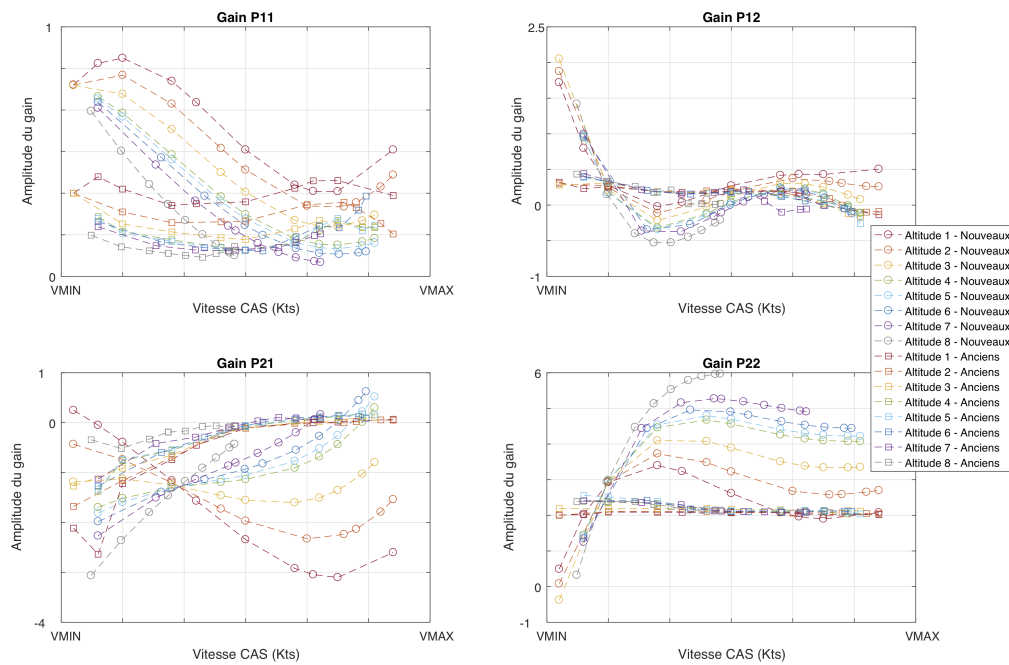 Gain P11
1
0
Amplitude du gain
VMIN
VMAX
Vitesse CAS (Kts)
Gain P12
2.5
0
-1
Amplitude du gain
VMIN
Vitesse CAS (Kts)
Altitude 1 - Nouveaux
Altitude 2 - Nouveaux
Altitude 3 - Nouveaux
Altitude 4 - Nouveaux
Altitude 5 - Nouveaux
Altitude 6 - Nouveaux
Altitude 7 - Nouveaux
Altitude 8 - Nouveaux
Altitude 1 - Anciens
Altitude 2 - Anciens
Altitude 3 - Anciens
Altitude 4 - Anciens
Altitude 5 - Anciens
Altitude 6 - Anciens
Altitude 7 - Anciens
Altitude 8 - Anciens
Gain P21
1
0
-4
Amplitude du gain
VMIN
VMAX
Vitesse CAS (Kts)
Gain P22
6
0
-1
Amplitude du gain
VMIN
VMAX
Vitesse CAS (Kts)